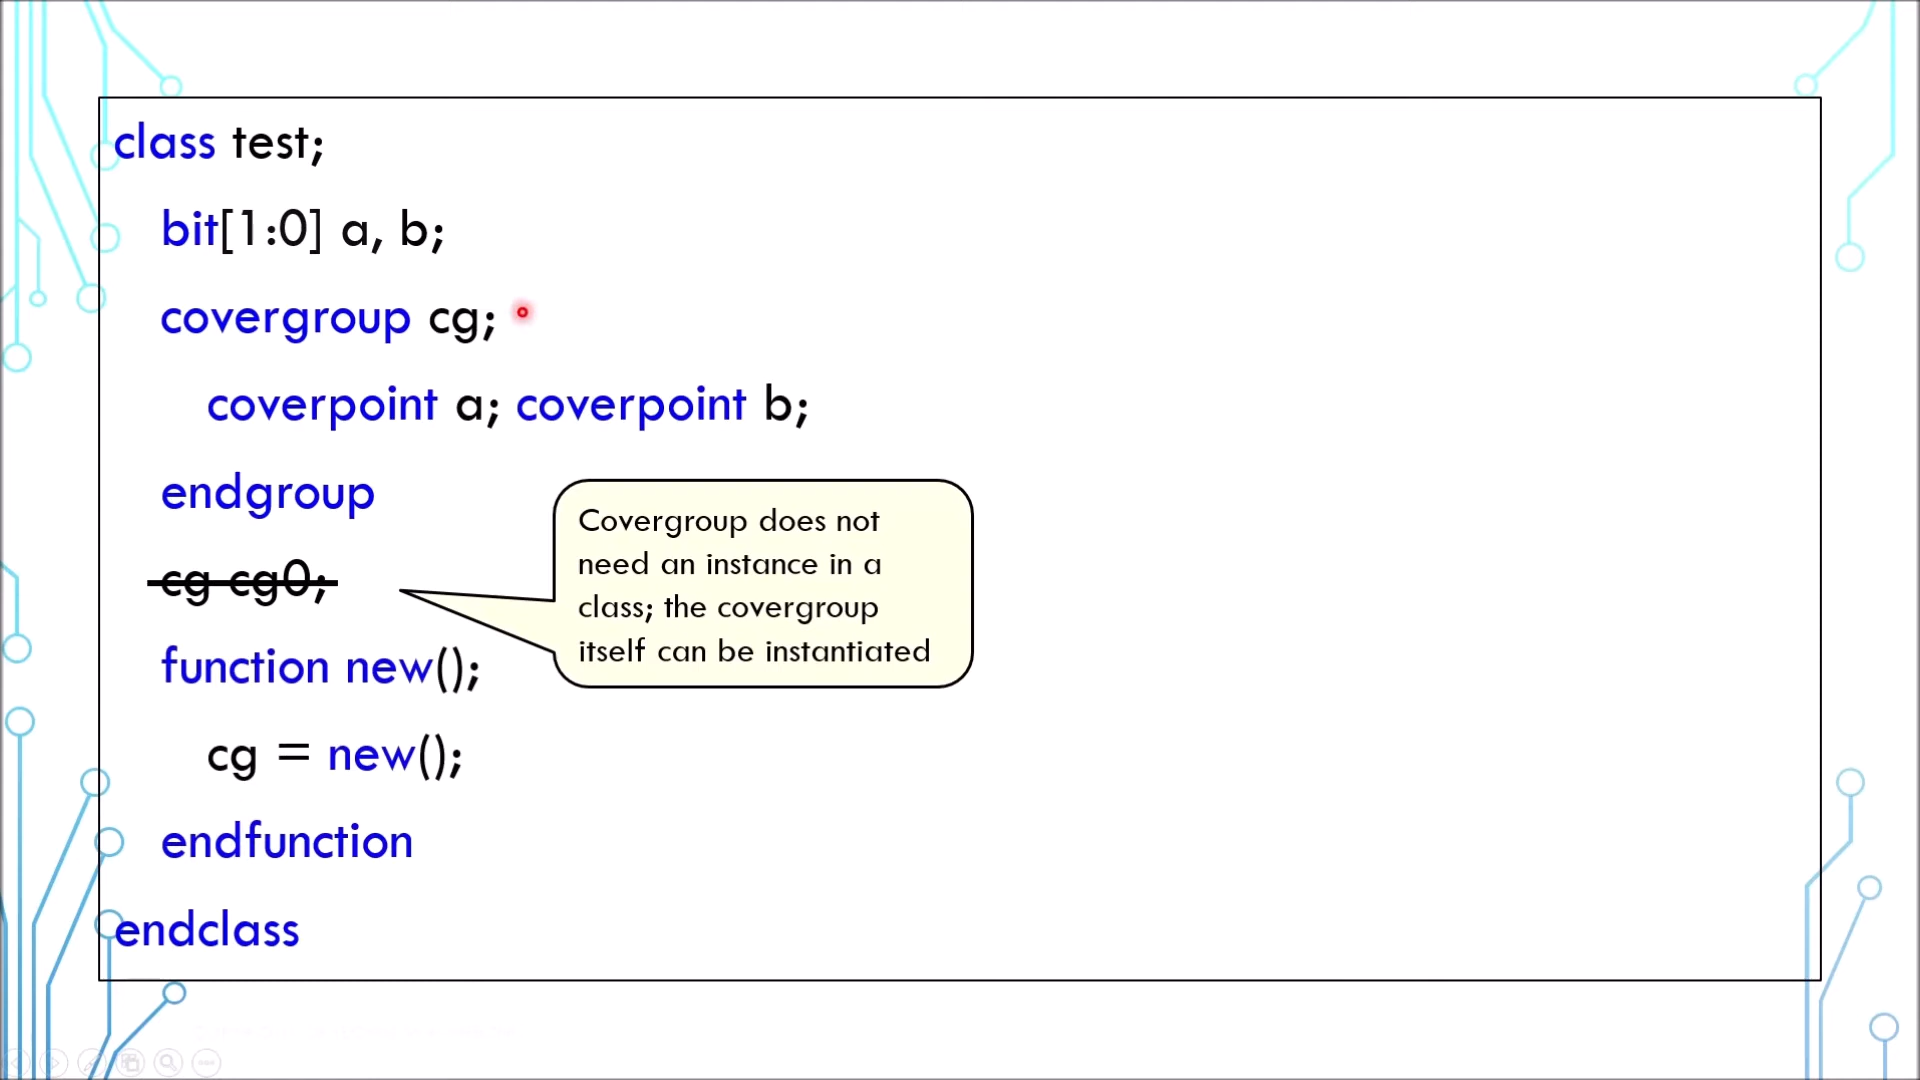 class test;
bit[1:0] a, b;
covergroup cg;
coverpoint a; coverpoint b;
endgroup
cg cg0;
Covergroup does not
need an instance in a
class; the covergroup
itself can be instantiated
function new();
cg = new();
endfunction
endclass